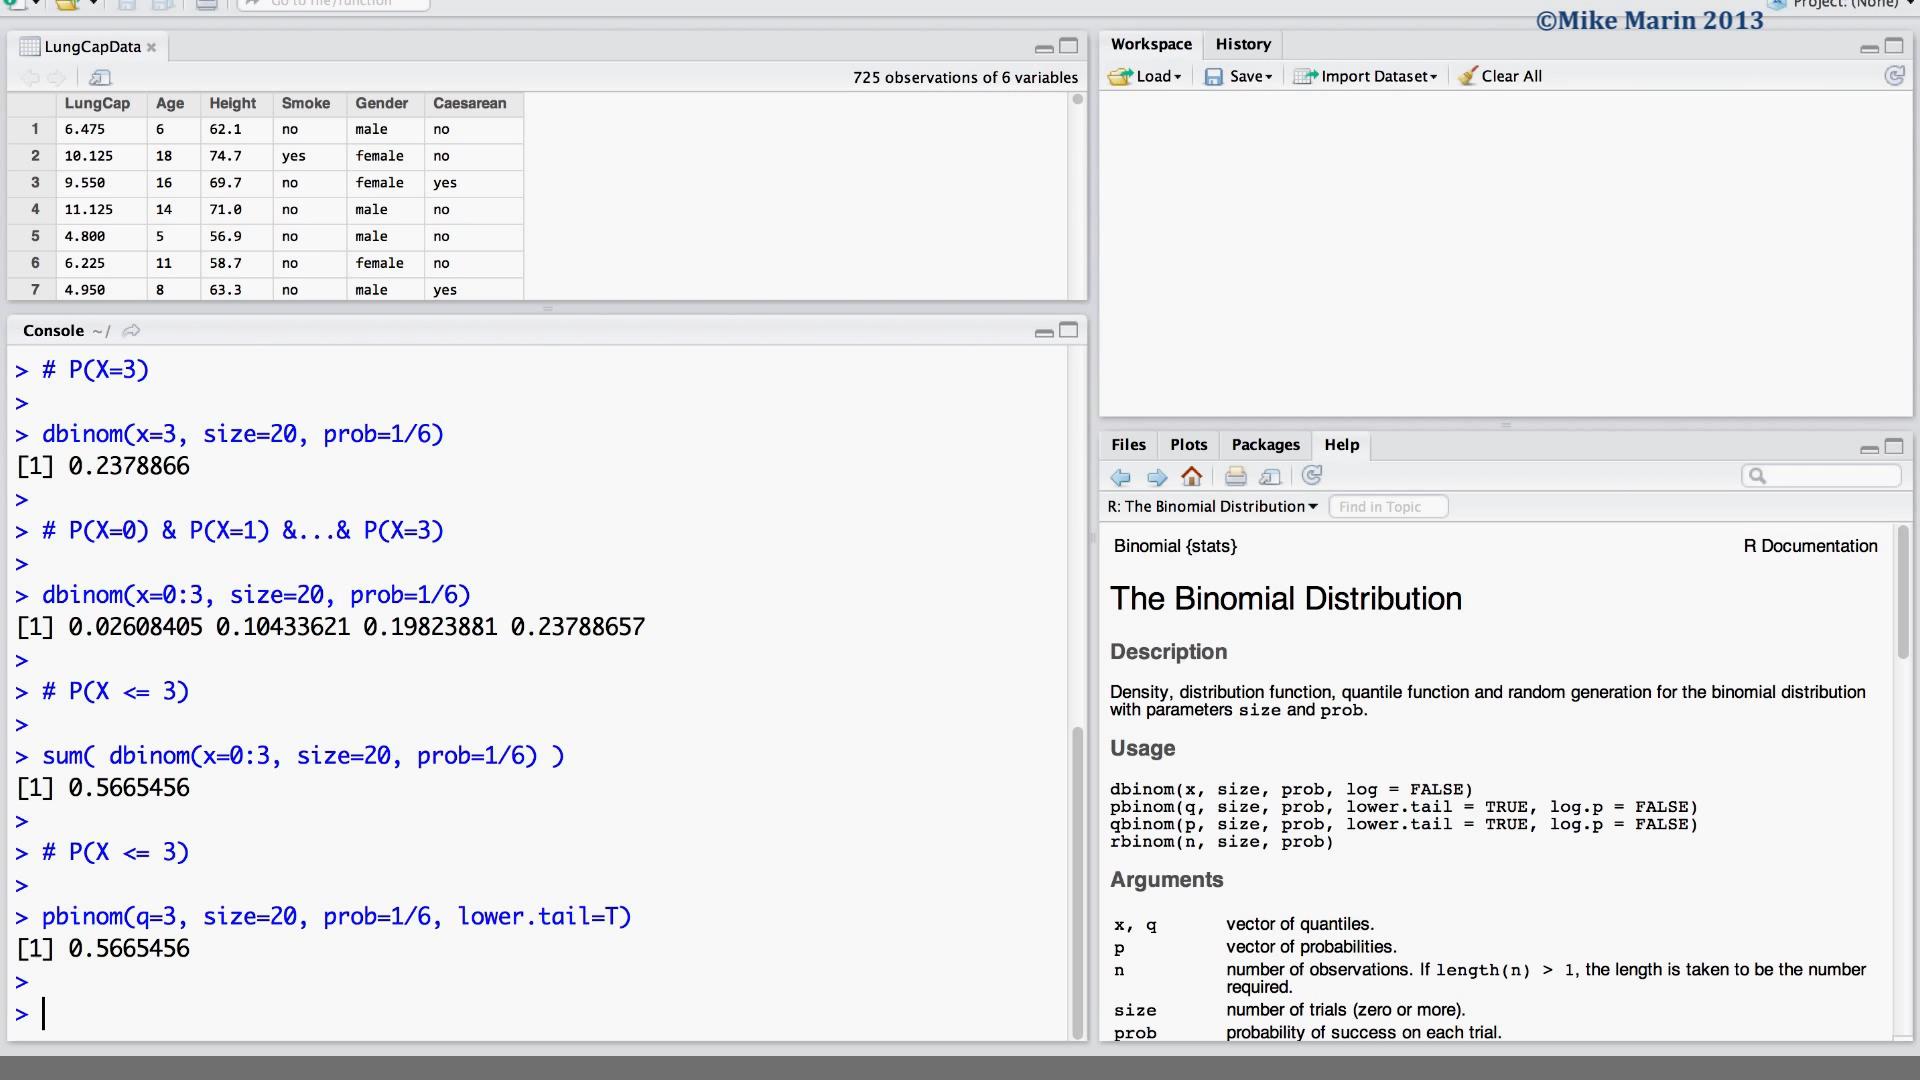 Go to file/function
Project: (None)
©Mike Marin 2013
LungCapData
725 observations of 6 variables
LungCap Age Height Smoke Gender Caesarean
1 6.475 6 62.1 no male no
2 10.125 18 74.7 yes female no
3 9.550 16 69.7 no female yes
4 11.125 14 71.0 no male no
5 4.800 5 56.9 no male no
6 6.225 11 58.7 no female no
7 4.950 8 63.3 no male yes
Console ~/
> # P(X=3)
>
> dbinom(x=3, size=20, prob=1/6)
[1] 0.2378866
>
> # P(X=0) & P(X=1) &...& P(X=3)
>
> dbinom(x=0:3, size=20, prob=1/6)
[1] 0.02608405 0.10433621 0.19823881 0.23788657
>
> # P(X <= 3)
>
> sum( dbinom(x=0:3, size=20, prob=1/6) )
[1] 0.5665456
>
> # P(X <= 3)
>
> pbinom(q=3, size=20, prob=1/6, lower.tail=T)
[1] 0.5665456
>
>
Workspace History
Load Save Import Dataset Clear All
Files Plots Packages Help
R: The Binomial Distribution Find in Topic
Binomial {stats} R Documentation
The Binomial Distribution
Description
Density, distribution function, quantile function and random generation for the binomial distribution
with parameters size and prob.
Usage
dbinom(x, size, prob, log = FALSE)
pbinom(q, size, prob, lower.tail = TRUE, log.p = FALSE)
qbinom(p, size, prob, lower.tail = TRUE, log.p = FALSE)
rbinom(n, size, prob)
Arguments
x, q vector of quantiles.
p vector of probabilities.
n number of observations. If length(n) > 1, the length is taken to be the number
required.
size number of trials (zero or more).
prob probability of success on each trial.